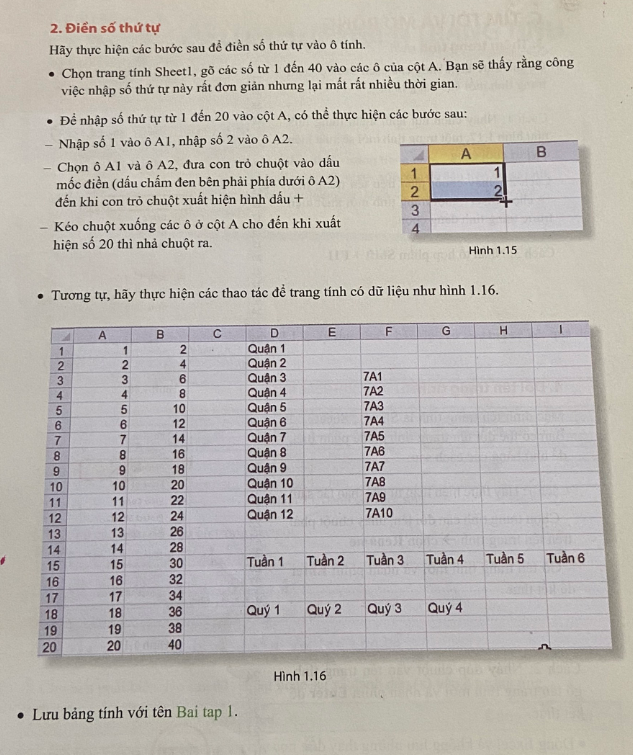 2. Điền số thứ tự
Hãy thực hiện các bước sau để điền số thứ tự vào ô tính.
• Chọn trang tính Sheet1, gõ các số từ 1 đến 40 vào các ô của cột A. Bạn sẽ thấy rằng công
việc nhập số thứ tự này rất đơn giản nhưng lại mất rất nhiều thời gian.
• Để nhập số thứ tự từ 1 đến 20 vào cột A, có thể thực hiện các bước sau:
– Nhập số 1 vào ô A1, nhập số 2 vào ô A2.
– Chọn ô A1 và ô A2, đưa con trỏ chuột vào dấu
mốc điền (dấu chấm đen bên phải phía dưới ô A2)
đến khi con trỏ chuột xuất hiện hình dấu +
– Kéo chuột xuống các ô ở cột A cho đến khi xuất
hiện số 20 thì nhả chuột ra.
A B
1 1
2 2
3
4
Hình 1.15
• Tương tự, hãy thực hiện các thao tác để trang tính có dữ liệu như hình 1.16.
A B C D E F G H I
1 1 2 Quận 1
2 2 4 Quận 2
3 3 6 Quận 3 7A1
4 4 8 Quận 4 7A2
5 5 10 Quận 5 7A3
6 6 12 Quận 6 7A4
7 7 14 Quận 7 7A5
8 8 16 Quận 8 7A6
9 9 18 Quận 9 7A7
10 10 20 Quận 10 7A8
11 11 22 Quận 11 7A9
12 12 24 Quận 12 7A10
13 13 26
14 14 28
15 15 30 Tuần 1 Tuần 2 Tuần 3 Tuần 4 Tuần 5 Tuần 6
16 16 32
17 17 34
18 18 36 Quý 1 Quý 2 Quý 3 Quý 4
19 19 38
20 20 40
Hình 1.16
• Lưu bảng tính với tên Bai tap 1.